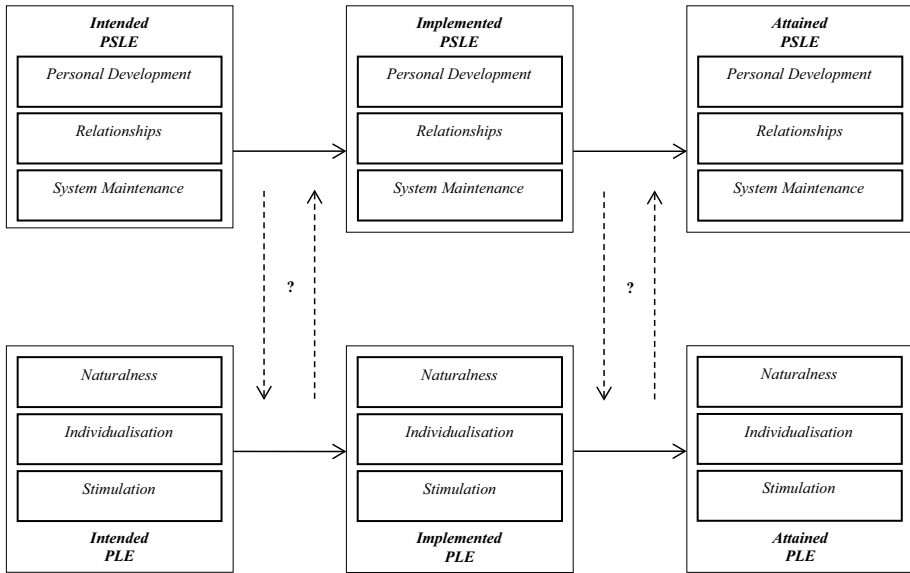 Intended
PSLE
Personal Development
Relationships
System Maintenance
Implemented
PSLE
Personal Development
Relationships
System Maintenance
Attained
PSLE
Personal Development
Relationships
System Maintenance
?
?
Naturalness
Individualisation
Stimulation
Intended
PLE
Naturalness
Individualisation
Stimulation
Implemented
PLE
Naturalness
Individualisation
Stimulation
Attained
PLE